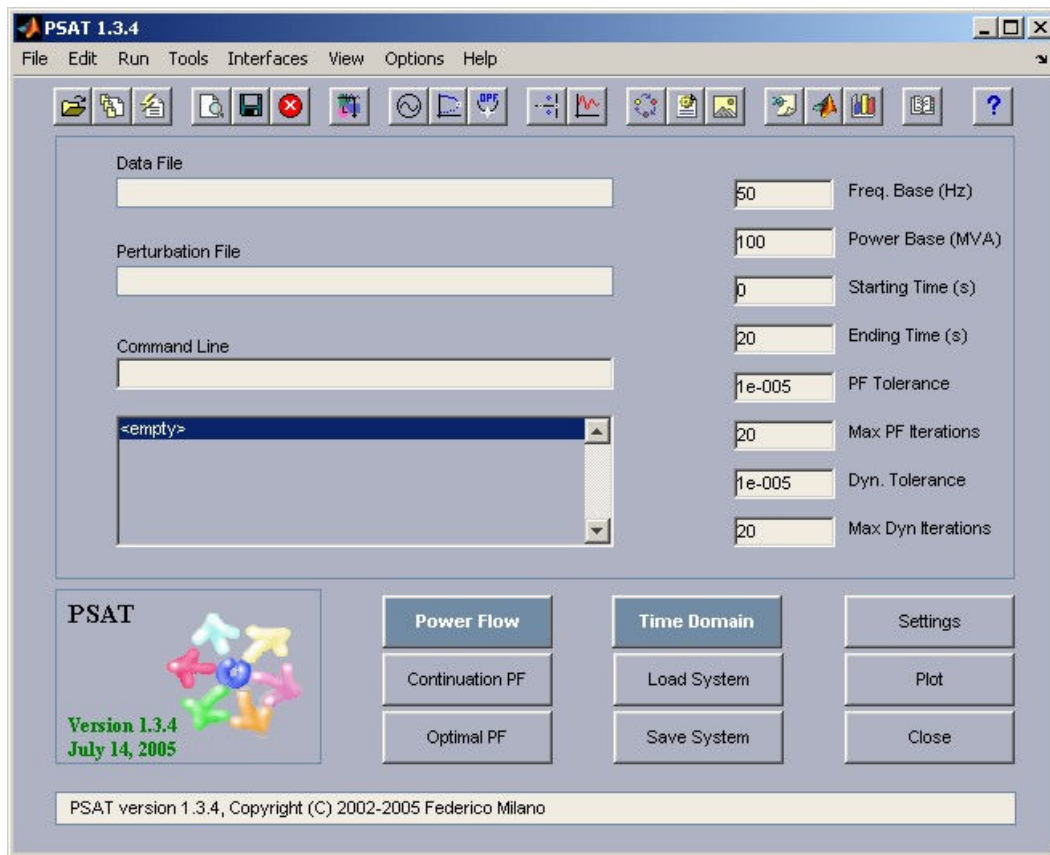 PSAT 1.3.4
File Edit Run Tools Interfaces View Options Help
OPF
?
Data File
50 Freq. Base (Hz)
100 Power Base (MVA)
Perturbation File
0 Starting Time (s)
20 Ending Time (s)
Command Line
1e-005 PF Tolerance
<empty>
20 Max PF Iterations
1e-005 Dyn. Tolerance
20 Max Dyn Iterations
PSAT
Version 1.3.4
July 14, 2005
Power Flow Time Domain Settings
Continuation PF Load System Plot
Optimal PF Save System Close
PSAT version 1.3.4, Copyright (C) 2002-2005 Federico Milano